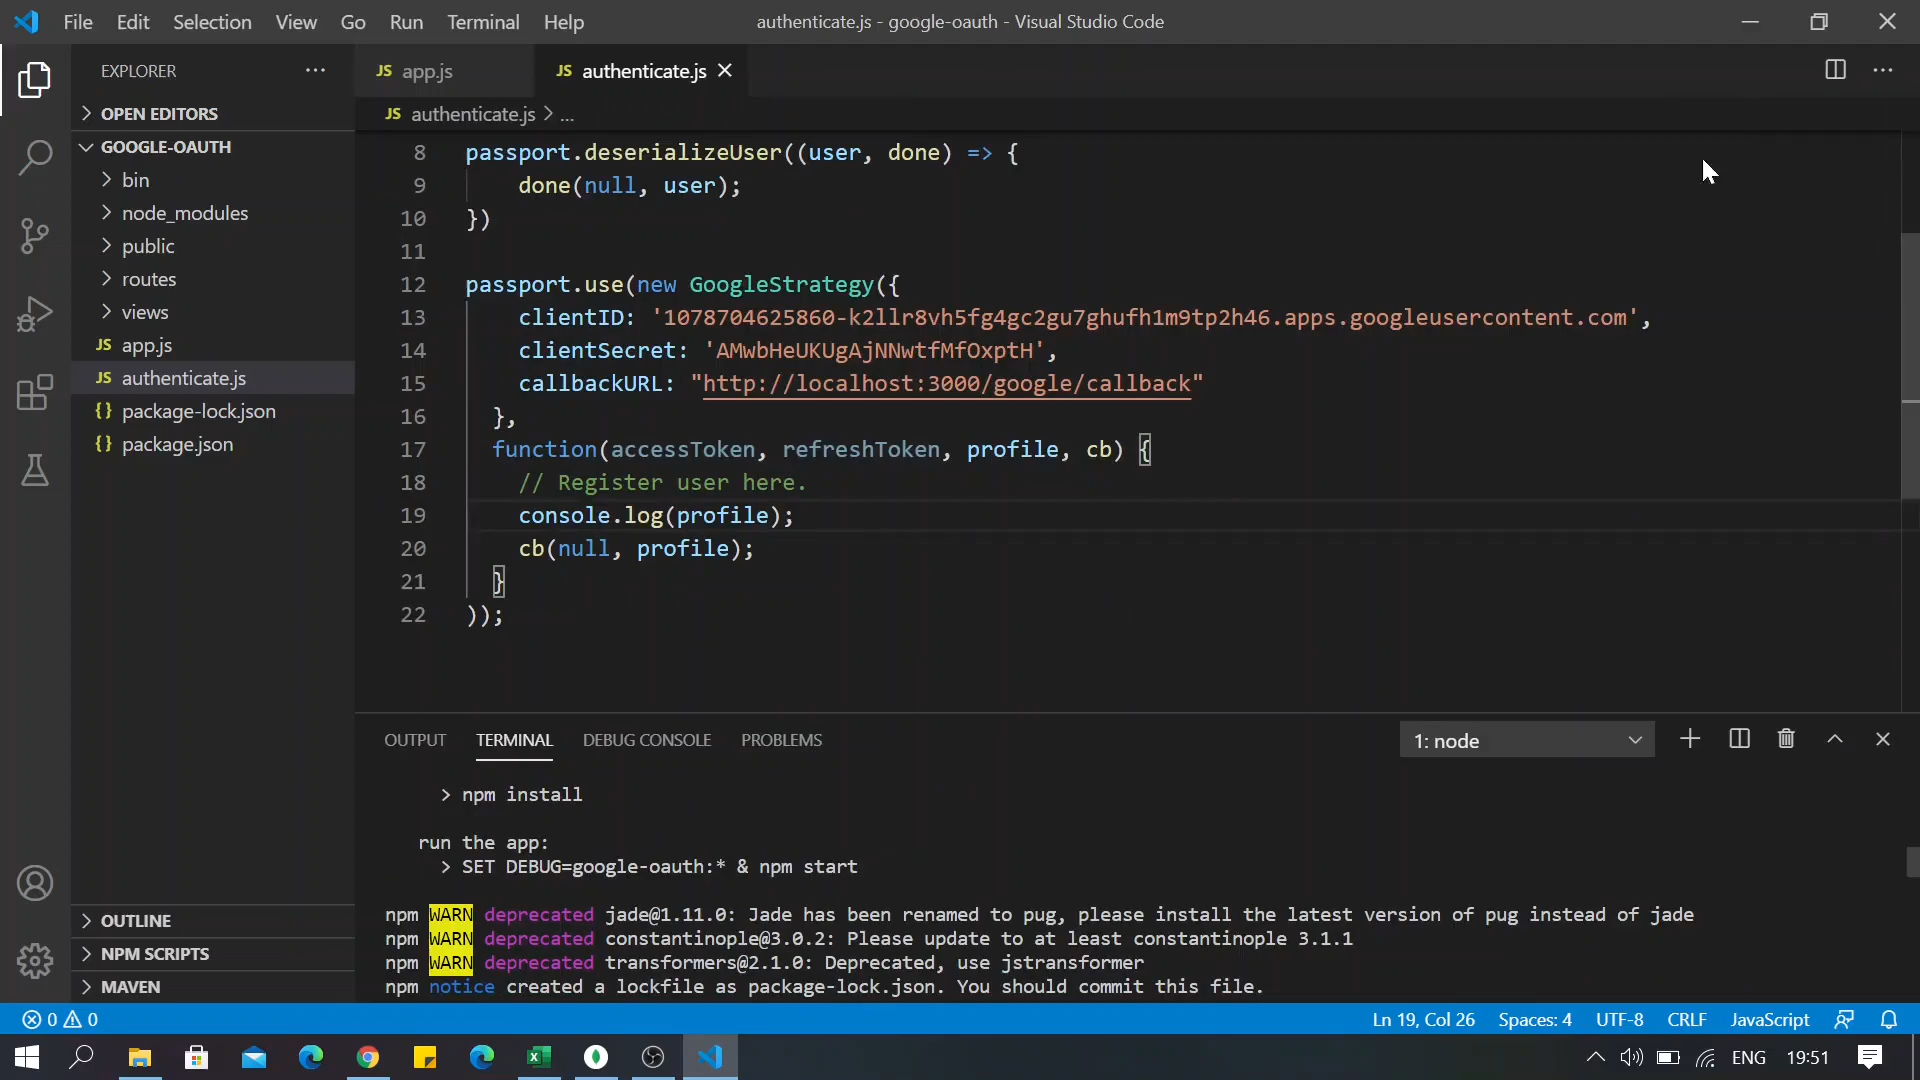 File Edit Selection View Go Run Terminal Help
authenticate.js - google-oauth - Visual Studio Code
EXPLORER
OPEN EDITORS
GOOGLE-OAUTH
bin
node_modules
public
routes
views
JS app.js
JS authenticate.js
{} package-lock.json
{} package.json
OUTLINE
NPM SCRIPTS
MAVEN
JS app.js
JS authenticate.js
JS authenticate.js > ...
8 passport.deserializeUser((user, done) => {
9 done(null, user);
10 })
11
12 passport.use(new GoogleStrategy({
13 clientID: '1078704625860-k2llr8vh5fg4gc2gu7ghufh1m9tp2h46.apps.googleusercontent.com',
14 clientSecret: 'AMwbHeUKUgAjNNwtfMfOxptH',
15 callbackURL: "http://localhost:3000/google/callback"
16 },
17 function(accessToken, refreshToken, profile, cb) {
18 // Register user here.
19 console.log(profile);
20 cb(null, profile);
21 }
22 ));
OUTPUT TERMINAL DEBUG CONSOLE PROBLEMS
1: node
> npm install
run the app:
> SET DEBUG=google-oauth:* & npm start
npm WARN deprecated jade@1.11.0: Jade has been renamed to pug, please install the latest version of pug instead of jade
npm WARN deprecated constantinople@3.0.2: Please update to at least constantinople 3.1.1
npm WARN deprecated transformers@2.1.0: Deprecated, use jstransformer
npm notice created a lockfile as package-lock.json. You should commit this file.
0 0
Ln 19, Col 26 Spaces: 4 UTF-8 CRLF JavaScript
ENG 19:51